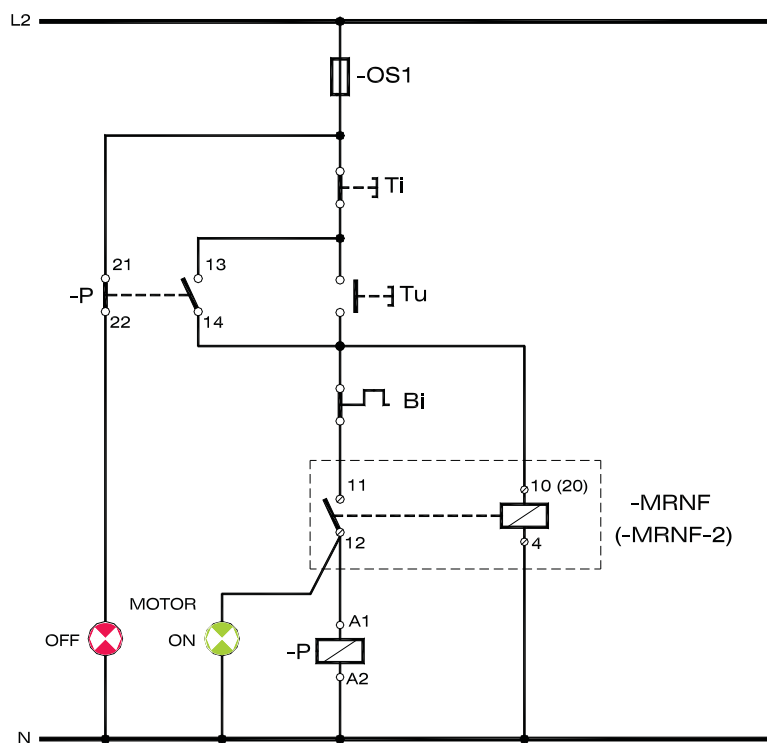 L2
-OS1
Ti
21
13
-P
Tu
22
14
Bi
11
10 (20)
-MRNF
(-MRNF-2)
12
4
MOTOR
A1
OFF
ON
-P
A2
N